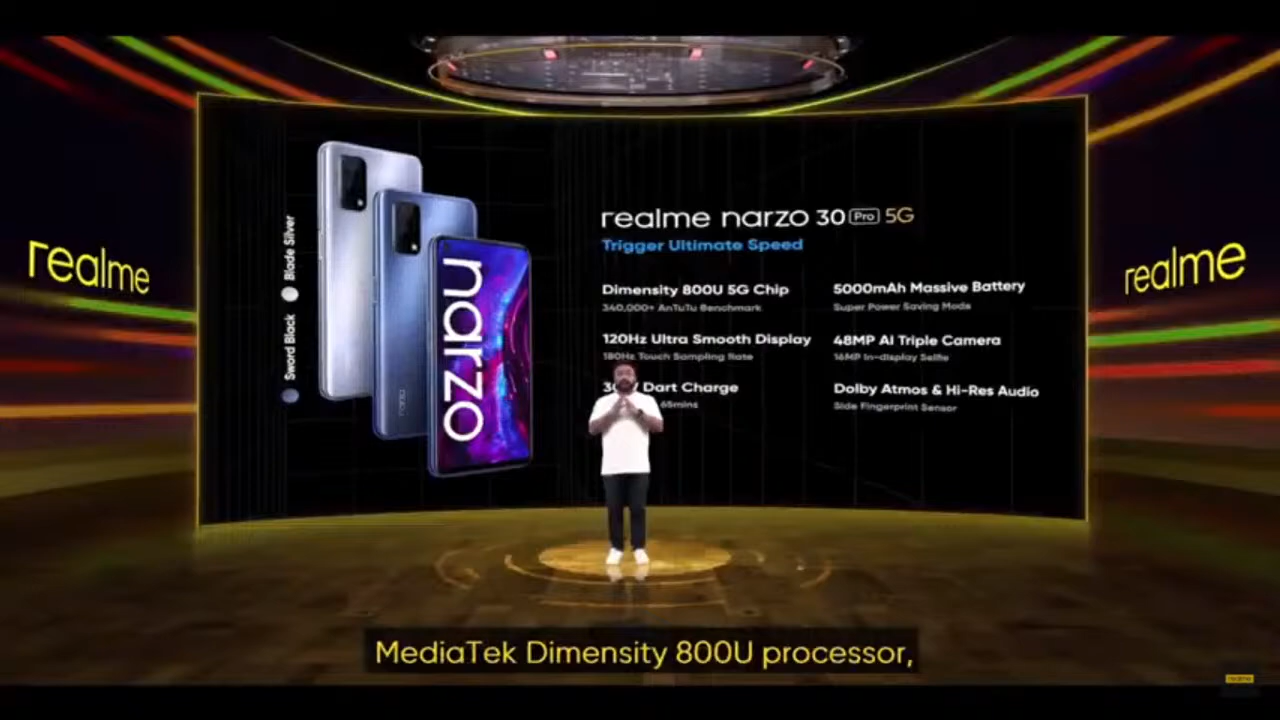 realme
Blade Silver
Sword Black
narzo
narzo
realme narzo 30 Pro 5G
Trigger Ultimate Speed
Dimensity 800U 5G Chip
340,000+ AnTuTu Benchmark
120Hz Ultra Smooth Display
180Hz Touch Sampling Rate
Dart Charge
65mins
5000mAh Massive Battery
Super Power Saving Mode
48MP AI Triple Camera
16MP In-display Selfie
Dolby Atmos & Hi-Res Audio
Side Fingerprint Sensor
realme
MediaTek Dimensity 800U processor,
realme